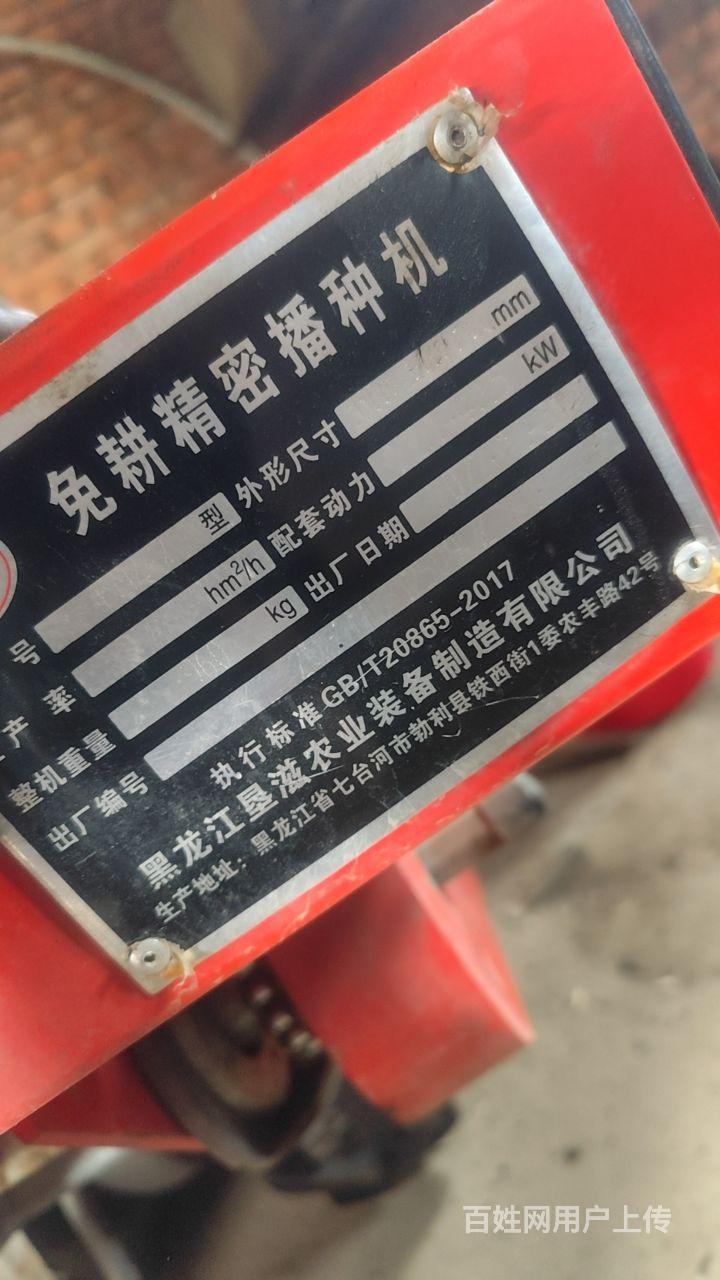 免耕精密播种机
号 型 外形尺寸 mm
产率 hm²/h 配套动力 kW
整机重量 kg 出厂日期
出厂编号
执行标准 GB/T20865-2017
黑龙江垦滋农业装备制造有限公司
生产地址：黑龙江省七台河市勃利县铁西街1委农丰路42号
百姓网用户上传